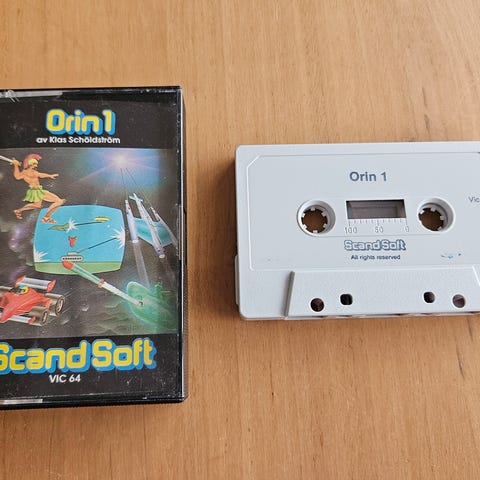 Orin 1
av Klas Schöldström
Scand Soft
VIC 64
Orin 1
Vic
100 50 0
Scand Soft
All rights reserved